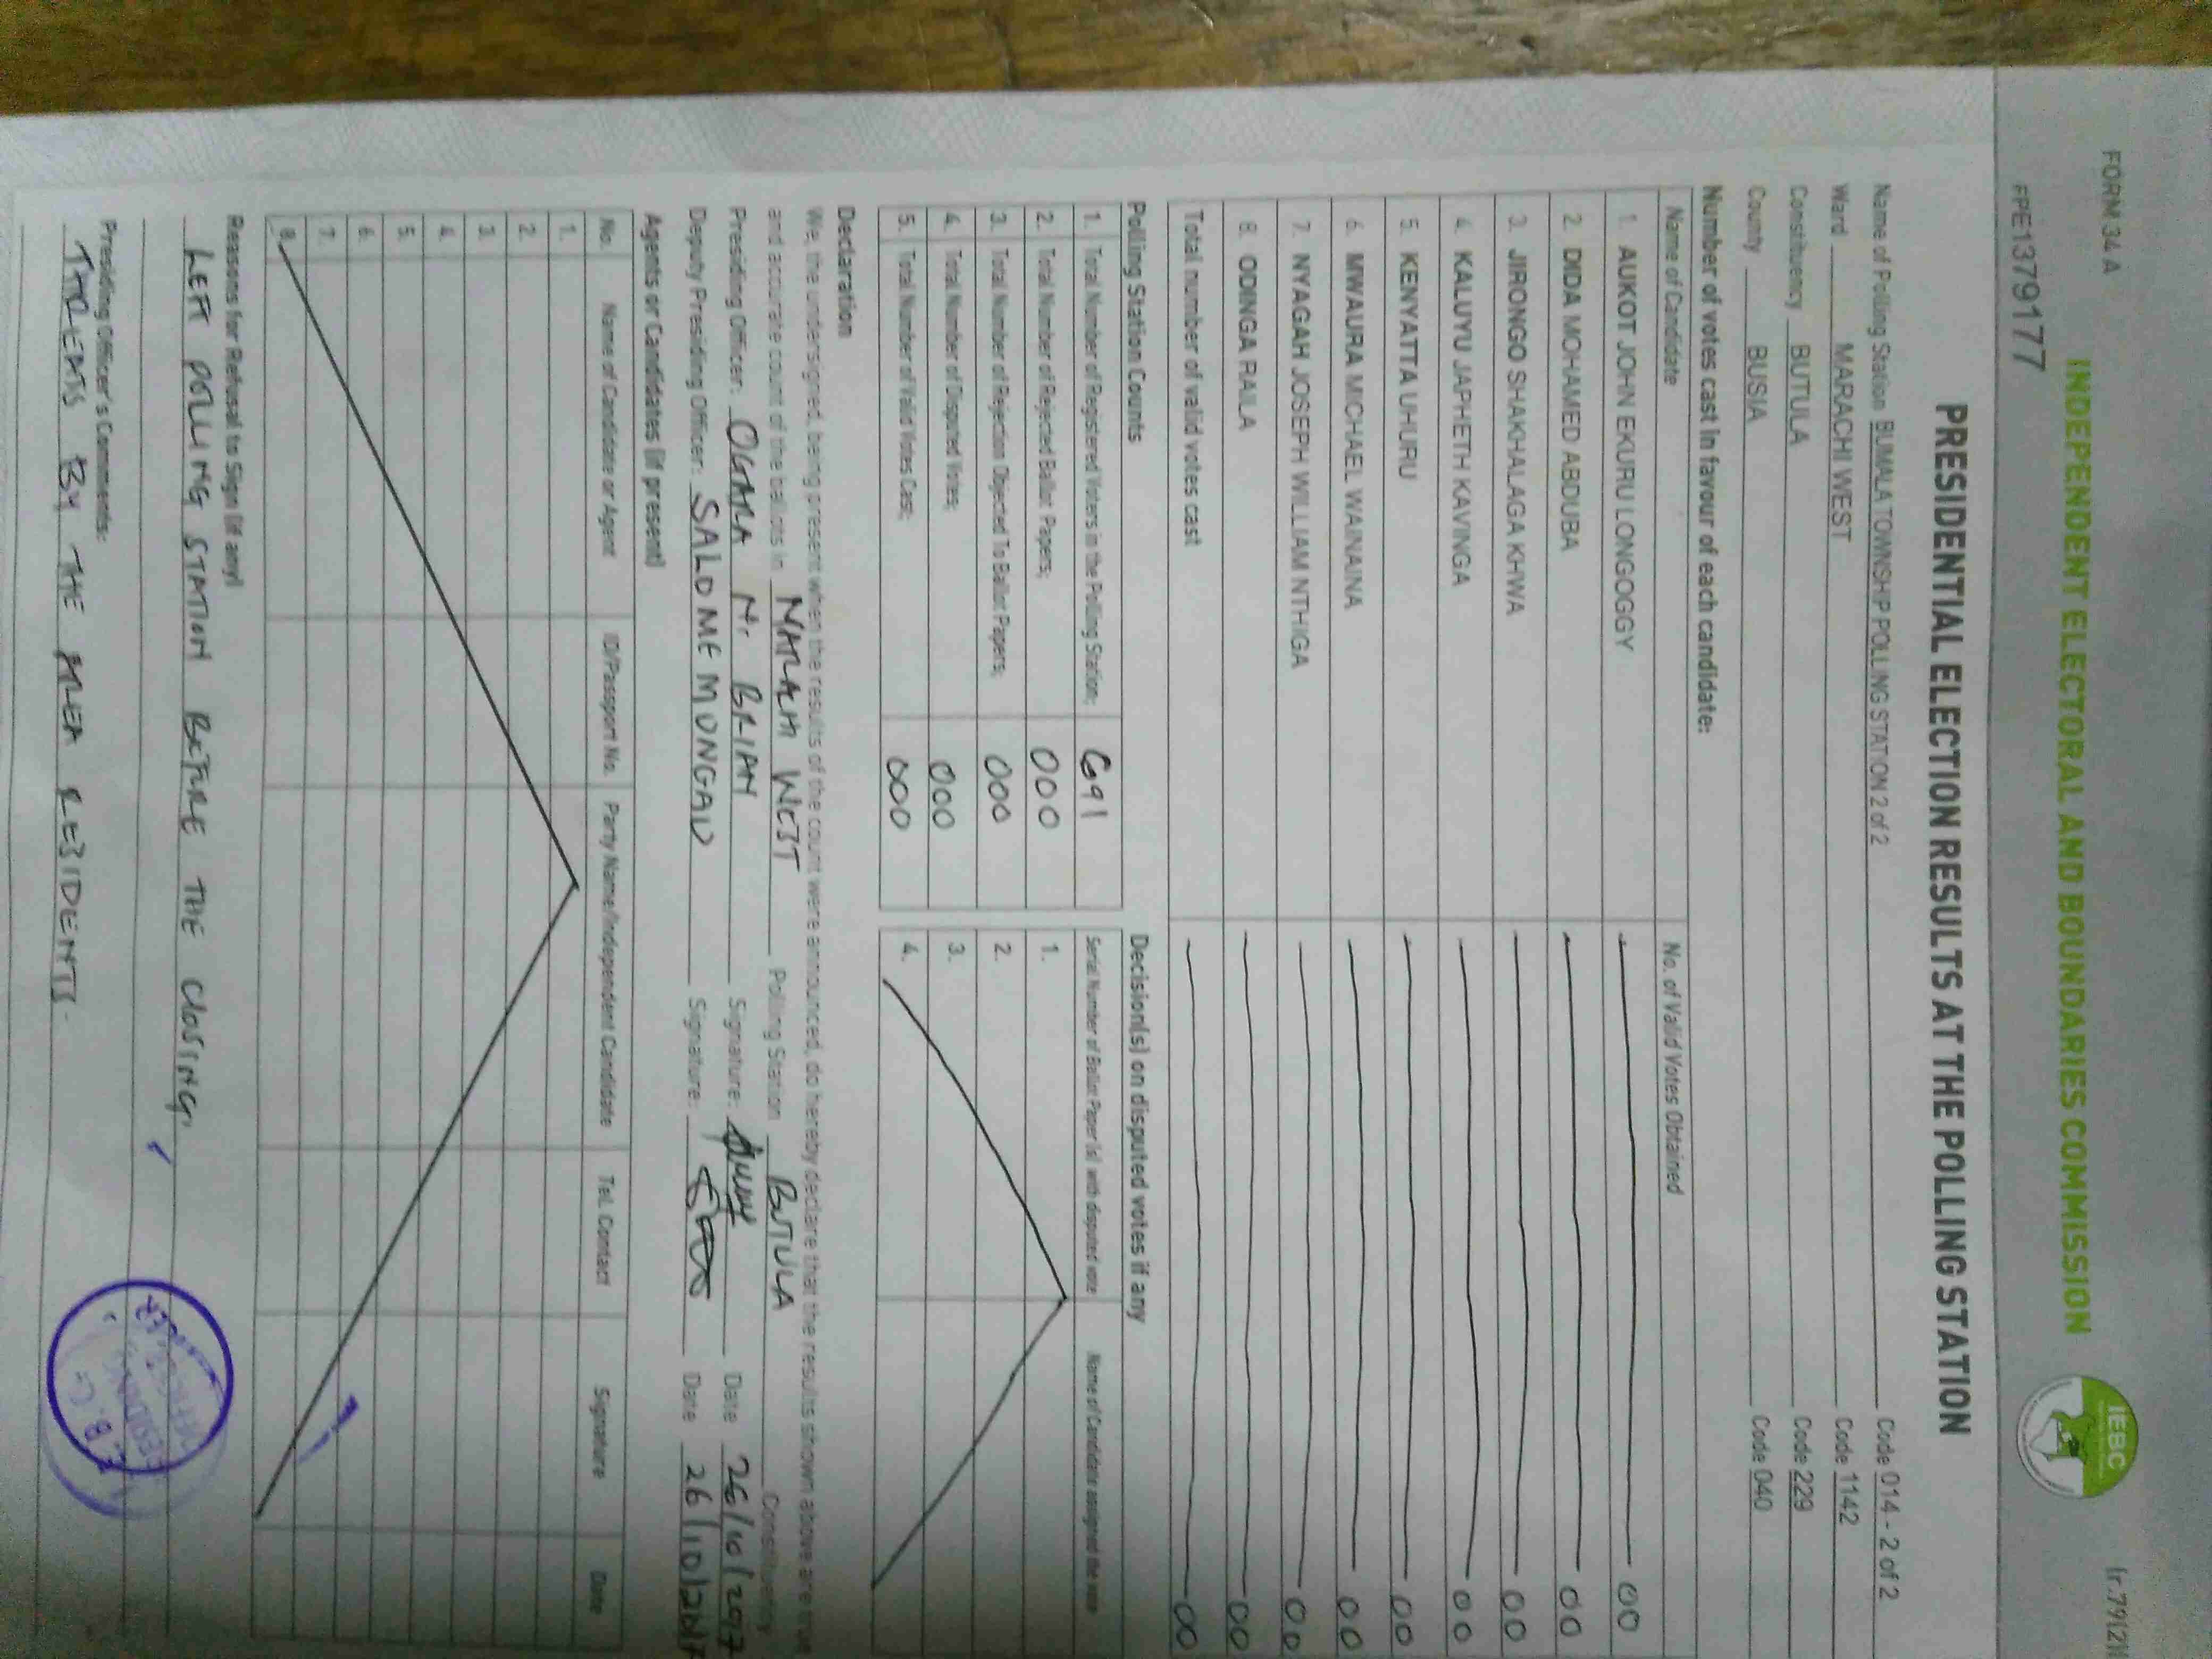 FORM 34 A
(r.79(2)
INDEPENDENT ELECTORAL AND BOUNDARIES COMMISSION
IEBC
FPE1379177
PRESIDENTIAL ELECTION RESULTS AT THE POLLING STATION
Name of Polling Station BUMALA TOWNSHIP POLLING STATION 2 of 2 Code 014 - 2 of 2
Ward MARACHI WEST Code 1142
Constituency BUTULA Code 229
County BUSIA Code 040
Number of votes cast in favour of each candidate:
Name of Candidate No. of Valid Votes Obtained
1. AUKOT JOHN EKURU LONGOGGY 00
2. DIDA MOHAMED ABDUBA 00
3. JIRONGO SHAKHALAGA KHWA 00
4. KALUYU JAPHETH KAVINGA 00
5. KENYATTA UHURU 00
6. MWAURA MICHAEL WAINAINA 00
7. NYAGAH JOSEPH WILLIAM NTHIGA 00
8. ODINGA RAILA 00
Total number of valid votes cast 00
Polling Station Counts
1. Total Number of Registered Voters in the Polling Station; 691
2. Total Number of Rejected Ballot Papers; 000
3. Total Number of Rejection Objected To Ballot Papers; 000
4. Total Number of Disputed Votes; 000
5. Total Number of Valid Votes Cast; 000
Decision(s) on disputed votes if any
Serial Number of Ballot Paper (s) with disputed vote Name of Candidate assigned the vote
1.
2.
3.
4.
Declaration
We, the undersigned, being present when the results of the count were announced, do hereby declare that the results shown above are true
and accurate count of the ballots in MARACHI WEST Polling Station BUTULA Constituency
Presiding Officer: OGARA N. BRIAN Signature: Date 26/10/2017
Deputy Presiding Officer: SALOME MONGAU Signature: Date 26/10/2017
Agents or Candidates (if present)
No. Name of Candidate or Agent ID/Passport No. Party Name/Independent Candidate Tel. Contact Signature Date
1.
2.
3.
4.
5.
6.
7.
8.
Reasons for Refusal to Sign (if any)
LEFT POLLING STATION BEFORE THE CLOSING,
Presiding Officer's Comments:
THREATS BY THE AREA RESIDENTS.